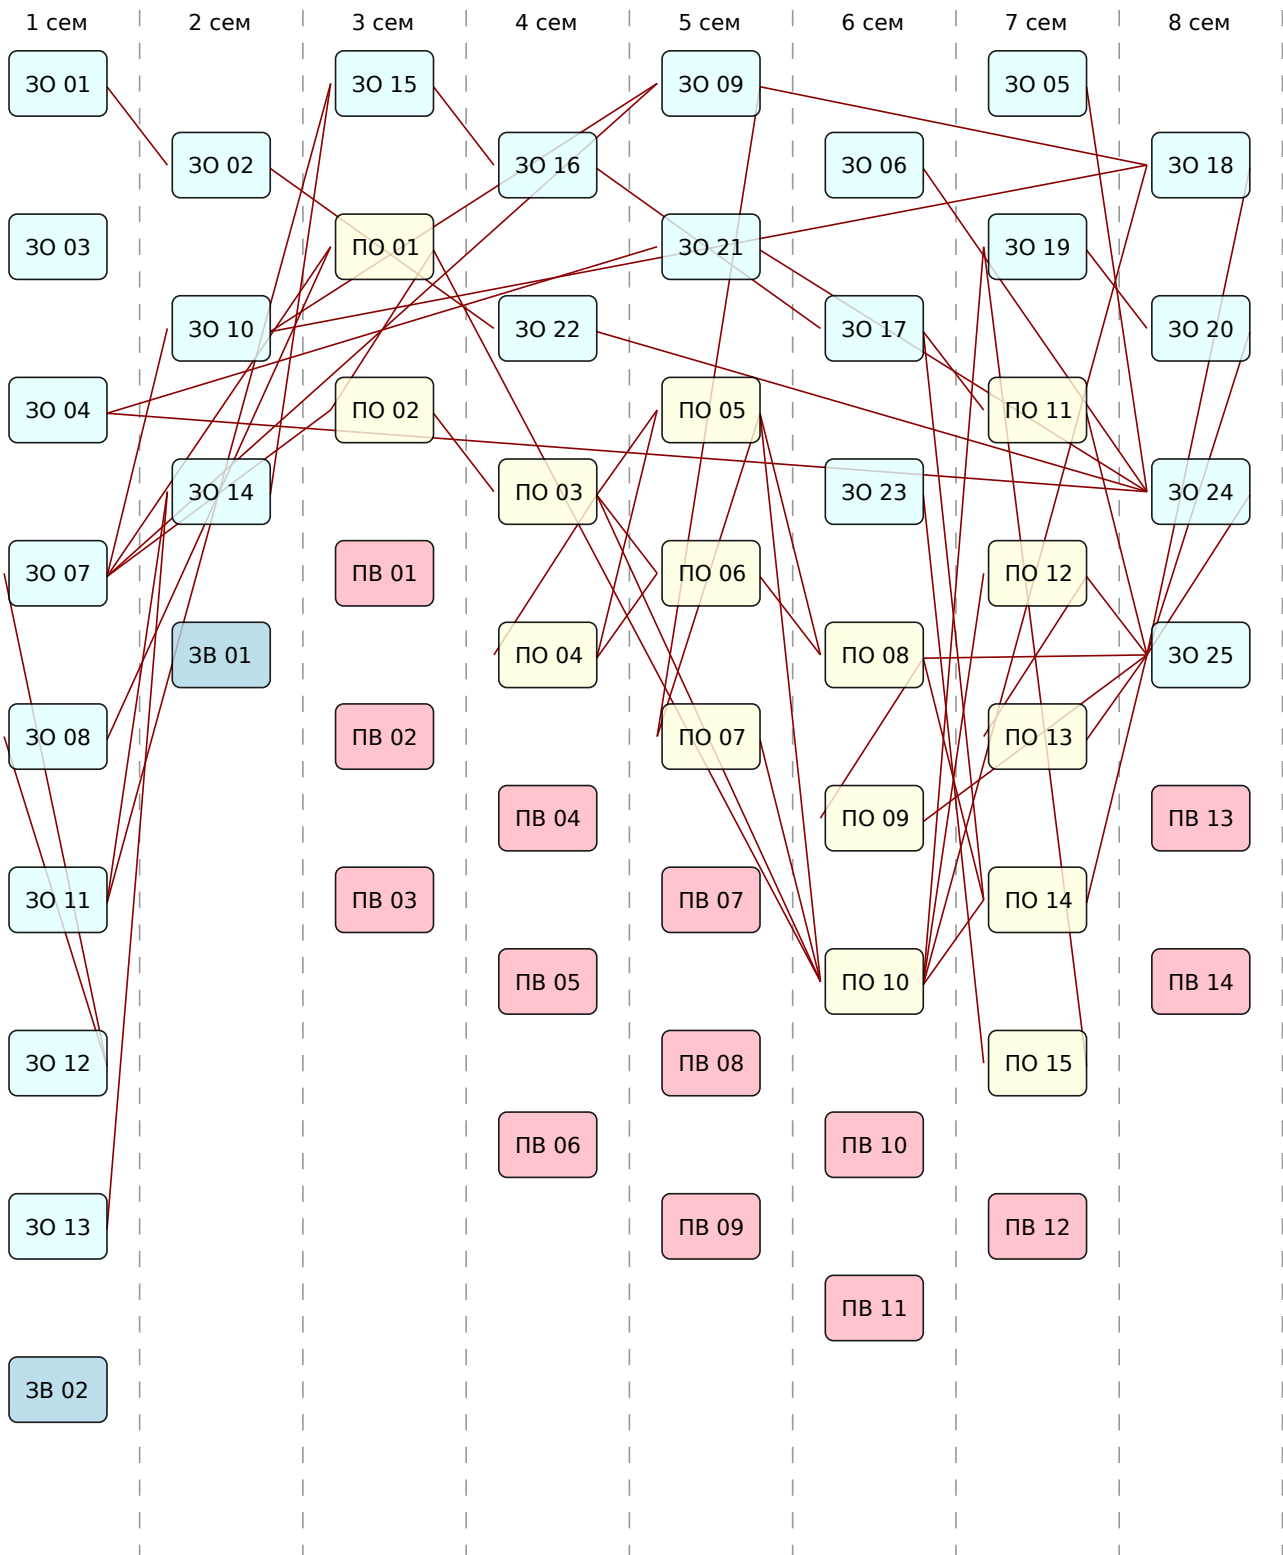 1 сем 2 сем 3 сем 4 сем 5 сем 6 сем 7 сем 8 сем
ЗО 01 ЗО 15 ЗО 09 ЗО 05
ЗО 02 ЗО 16 ЗО 06 ЗО 18
ЗО 03 ПО 01 ЗО 21 ЗО 19
ЗО 10 ЗО 22 ЗО 17 ЗО 20
ЗО 04 ПО 02 ПО 05 ПО 11
ЗО 14 ПО 03 ЗО 23 ЗО 24
ЗО 07 ПВ 01 ПО 06 ПО 12
ЗВ 01 ПО 04 ПО 08 ЗО 25
ЗО 08 ПВ 02 ПО 07 ПО 13
ПВ 04 ПО 09 ПВ 13
ЗО 11 ПВ 03 ПВ 07 ПО 14
ПВ 05 ПО 10 ПВ 14
ЗО 12 ПВ 08 ПО 15
ПВ 06 ПВ 10
ЗО 13 ПВ 09 ПВ 12
ПВ 11
ЗВ 02